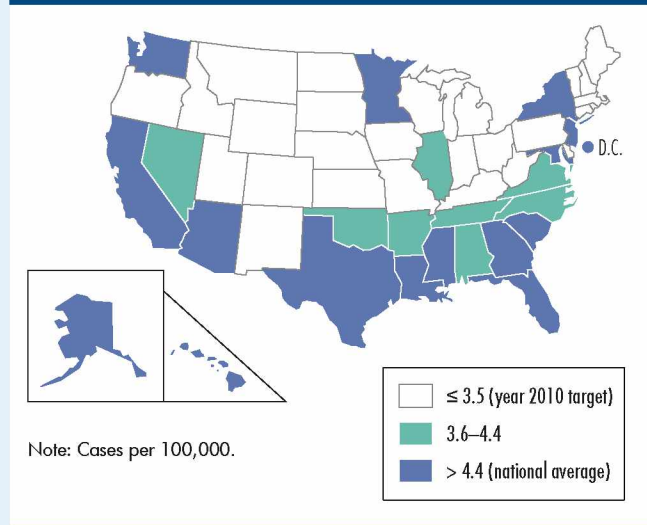 D.C.
≤ 3.5 (year 2010 target)
3.6–4.4
> 4.4 (national average)
Note: Cases per 100,000.